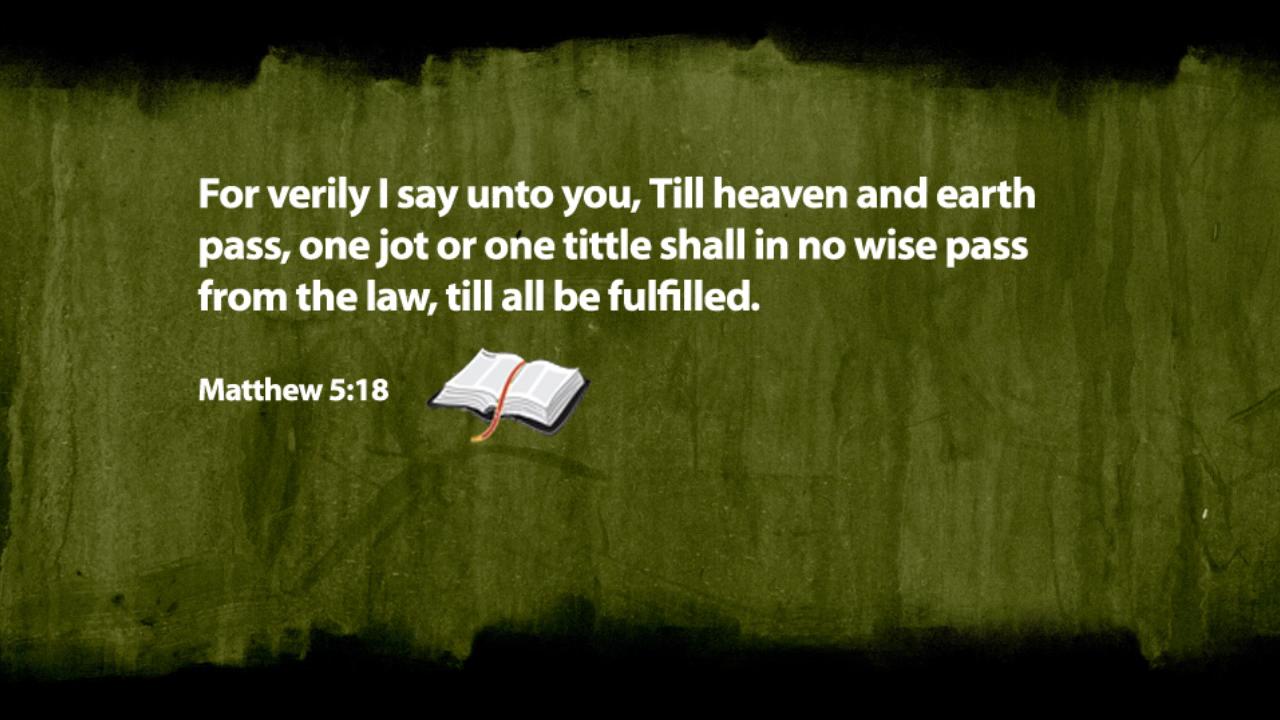 For verily I say unto you, Till heaven and earth
pass, one jot or one tittle shall in no wise pass
from the law, till all be fulfilled.
Matthew 5:18